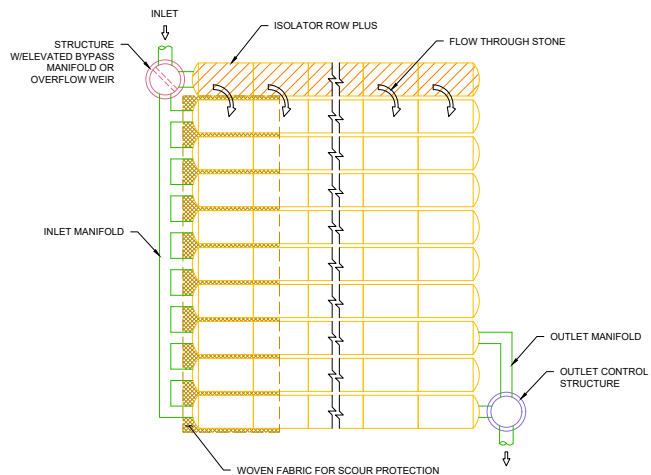 INLET
ISOLATOR ROW PLUS
STRUCTURE
W/ELEVATED BYPASS
MANIFOLD OR
OVERFLOW WEIR
FLOW THROUGH STONE
INLET MANIFOLD
OUTLET MANIFOLD
OUTLET CONTROL
STRUCTURE
WOVEN FABRIC FOR SCOUR PROTECTION